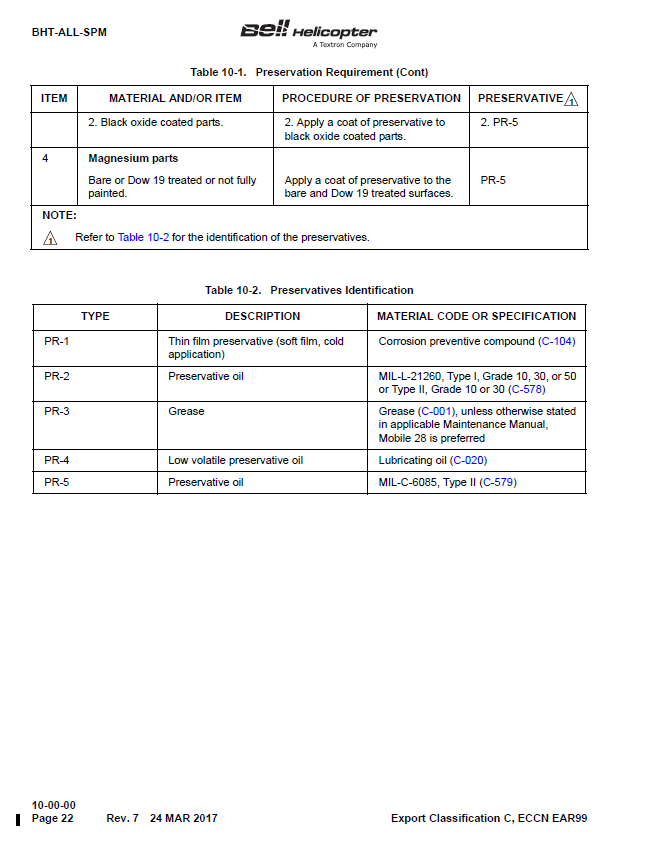 BHT-ALL-SPM
Bell Helicopter
A Textron Company
Table 10-1. Preservation Requirement (Cont)
ITEM MATERIAL AND/OR ITEM PROCEDURE OF PRESERVATION PRESERVATIVE 1
2. Black oxide coated parts. 2. Apply a coat of preservative to 2. PR-5
black oxide coated parts.
4 Magnesium parts
Bare or Dow 19 treated or not fully Apply a coat of preservative to the PR-5
painted. bare and Dow 19 treated surfaces.
NOTE:
1 Refer to Table 10-2 for the identification of the preservatives.
Table 10-2. Preservatives Identification
TYPE DESCRIPTION MATERIAL CODE OR SPECIFICATION
PR-1 Thin film preservative (soft film, cold Corrosion preventive compound (C-104)
application)
PR-2 Preservative oil MIL-L-21260, Type I, Grade 10, 30, or 50
or Type II, Grade 10 or 30 (C-578)
PR-3 Grease Grease (C-001), unless otherwise stated
in applicable Maintenance Manual,
Mobile 28 is preferred
PR-4 Low volatile preservative oil Lubricating oil (C-020)
PR-5 Preservative oil MIL-C-6085, Type II (C-579)
10-00-00
Page 22 Rev. 7 24 MAR 2017 Export Classification C, ECCN EAR99